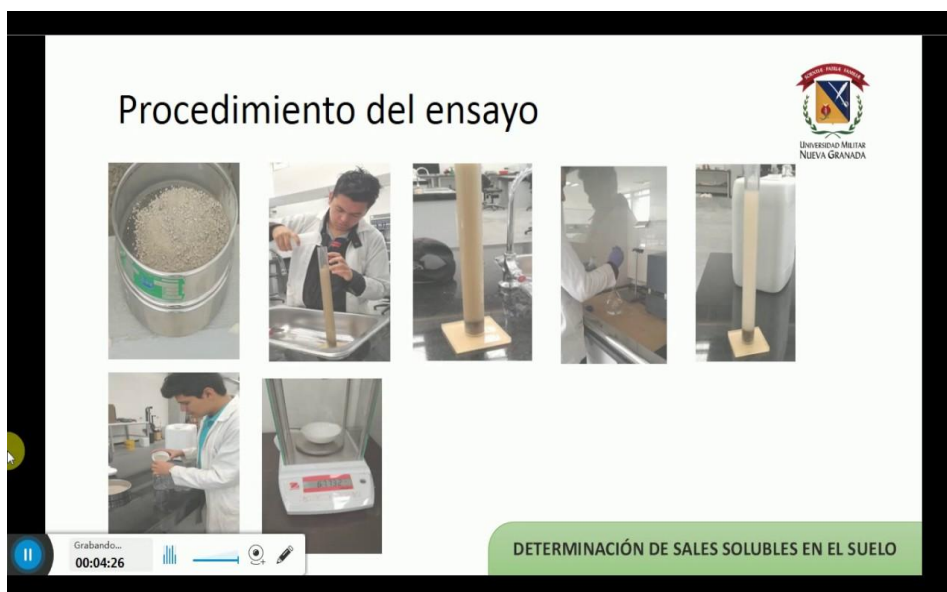 Procedimiento del ensayo
UNIVERSIDAD MILITAR
NUEVA GRANADA
DETERMINACIÓN DE SALES SOLUBLES EN EL SUELO
Grabando...
00:04:26